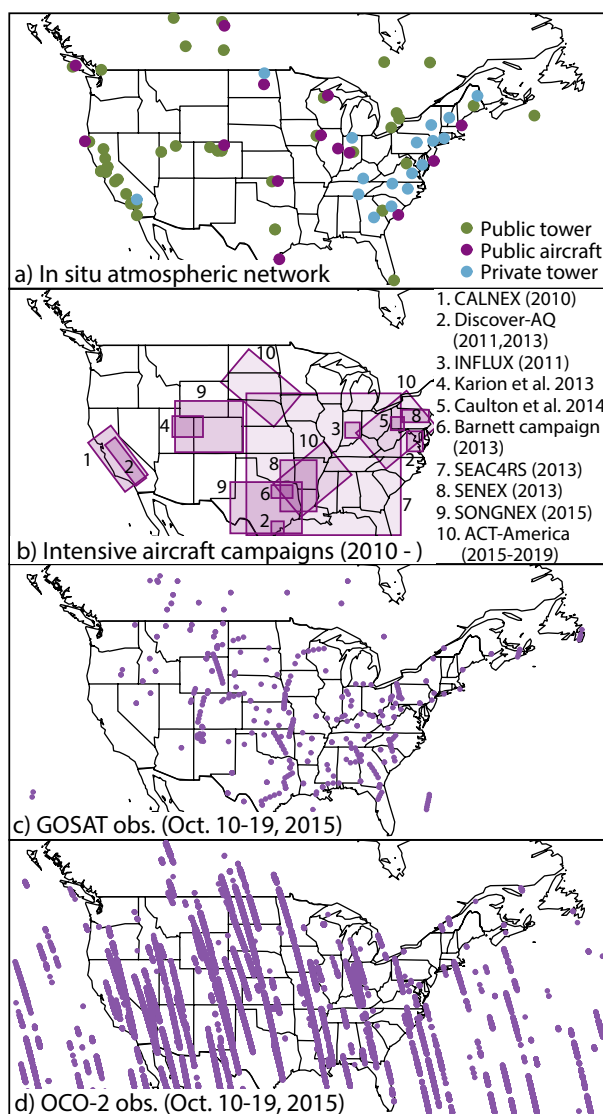 Public tower
Public aircraft
Private tower
a) In situ atmospheric network
1. CALNEX (2010)
2. Discover-AQ
(2011,2013)
3. INFLUX (2011)
4. Karion et al. 2013
5. Caulton et al. 2014
6. Barnett campaign
(2013)
7. SEAC4RS (2013)
8. SENEX (2013)
9. SONGNEX (2015)
10. ACT-America
(2015-2019)
10
10
9
4
3
5
8
1
2
10
8
2
9
6
7
2
b) Intensive aircraft campaigns (2010 - )
c) GOSAT obs. (Oct. 10-19, 2015)
d) OCO-2 obs. (Oct. 10-19, 2015)